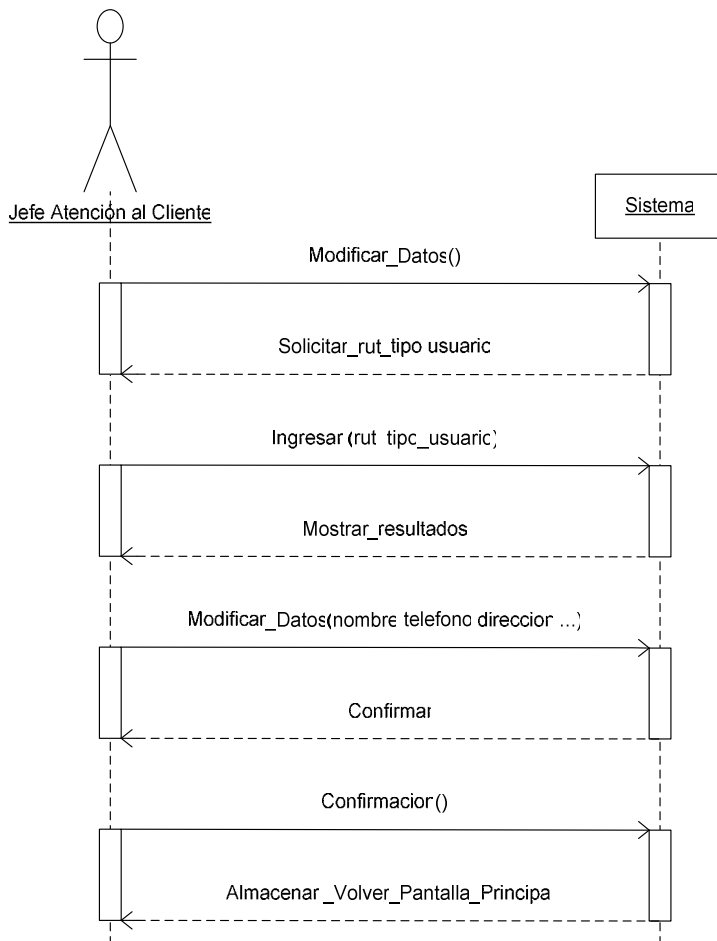 Jefe Atención al Cliente
Sistema
Modificar_Datos()
Solicitar_rut_tipo usuario
Ingresar (rut tipo_usuario)
Mostrar_resultados
Modificar_Datos(nombre telefono direccion ...)
Confirmar
Confirmacion()
Almacenar _Volver_Pantalla_Principa